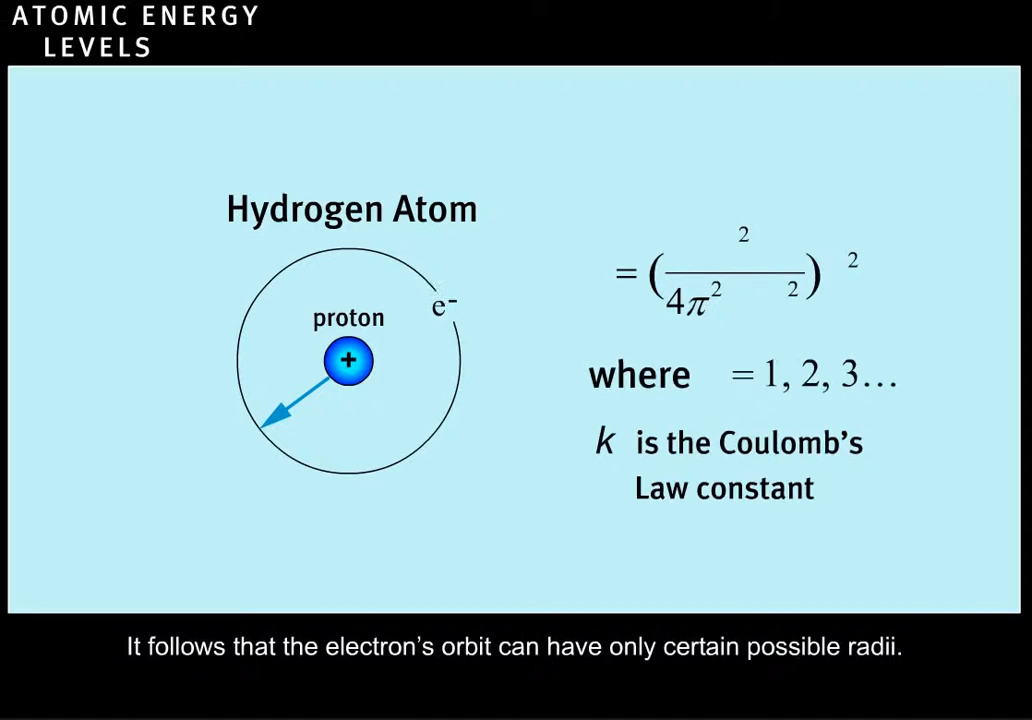 ATOMIC ENERGY
LEVELS
Hydrogen Atom
e-
proton
+
= ( 2 / 4π2 2 ) 2
where = 1, 2, 3...
k is the Coulomb's
Law constant
It follows that the electron's orbit can have only certain possible radii.